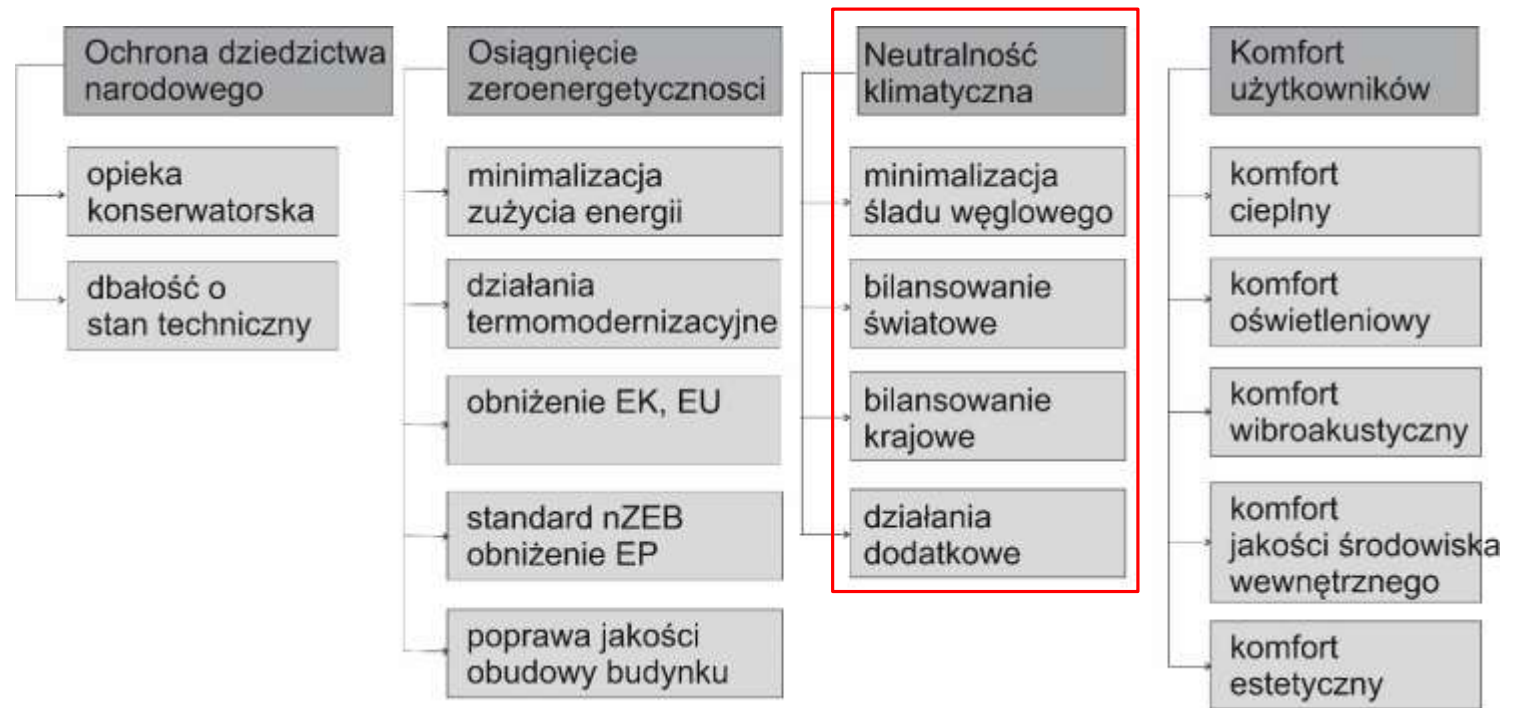 Ochrona dziedzictwa
narodowego
opieka
konserwatorska
dbałość o
stan techniczny
Osiągnięcie
zeroenergetycznosci
minimalizacja
zużycia energii
działania
termomodernizacyjne
obniżenie EK, EU
standard nZEB
obniżenie EP
poprawa jakości
obudowy budynku
Neutralność
klimatyczna
minimalizacja
śladu węglowego
bilansowanie
światowe
bilansowanie
krajowe
działania
dodatkowe
Komfort
użytkowników
komfort
cieplny
komfort
oświetleniowy
komfort
wibroakustyczny
komfort
jakości środowiska
wewnętrznego
komfort
estetyczny